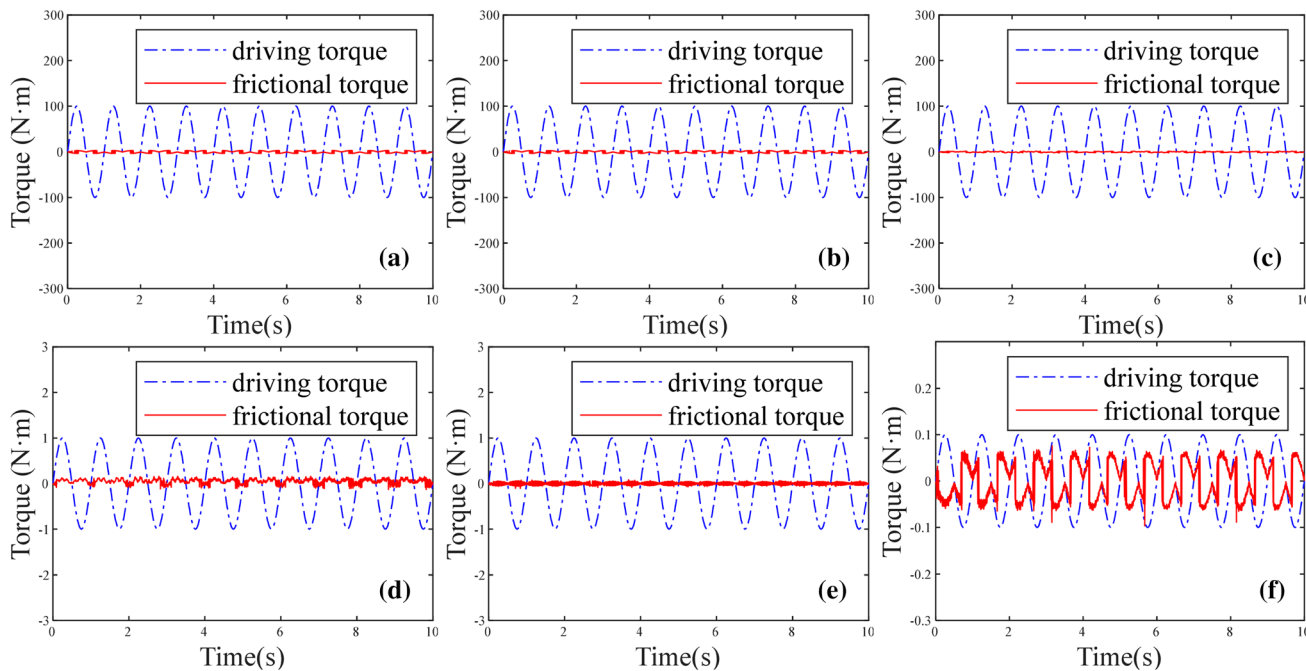 300
200
100
0
-100
-200
-300
Torque (N·m)
driving torque
frictional torque
(a)
0 2 4 6 8 10
Time(s)
300
200
100
0
-100
-200
-300
Torque (N·m)
driving torque
frictional torque
(b)
0 2 4 6 8 10
Time(s)
300
200
100
0
-100
-200
-300
Torque (N·m)
driving torque
frictional torque
(c)
0 2 4 6 8 10
Time(s)
3
2
1
0
-1
-2
-3
Torque (N·m)
driving torque
frictional torque
(d)
0 2 4 6 8 10
Time(s)
3
2
1
0
-1
-2
-3
Torque (N·m)
driving torque
frictional torque
(e)
0 2 4 6 8 10
Time(s)
0.2
0.1
0
-0.1
-0.2
-0.3
Torque (N·m)
driving torque
frictional torque
(f)
0 2 4 6 8 10
Time(s)